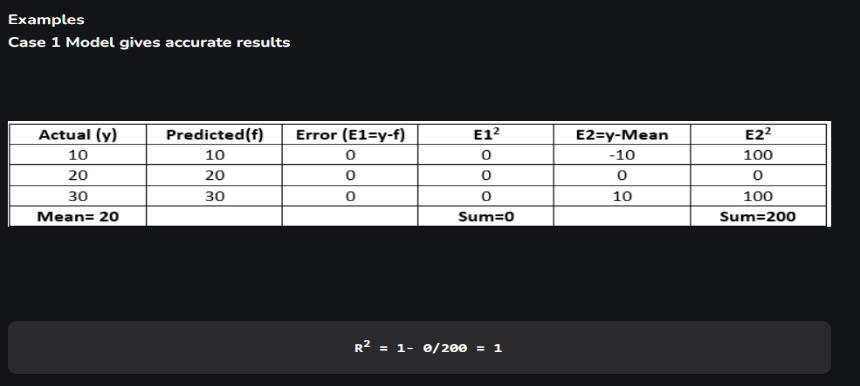 Examples
Case 1 Model gives accurate results
Actual (y) Predicted(f) Error (E1=y-f) E1² E2=y-Mean E2²
10 10 0 0 -10 100
20 20 0 0 0 0
30 30 0 0 10 100
Mean= 20 Sum=0 Sum=200
R² = 1- 0/200 = 1